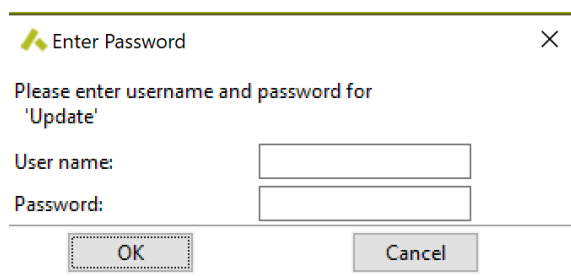 Enter Password
Please enter username and password for
'Update'
User name:
Password:
OK Cancel